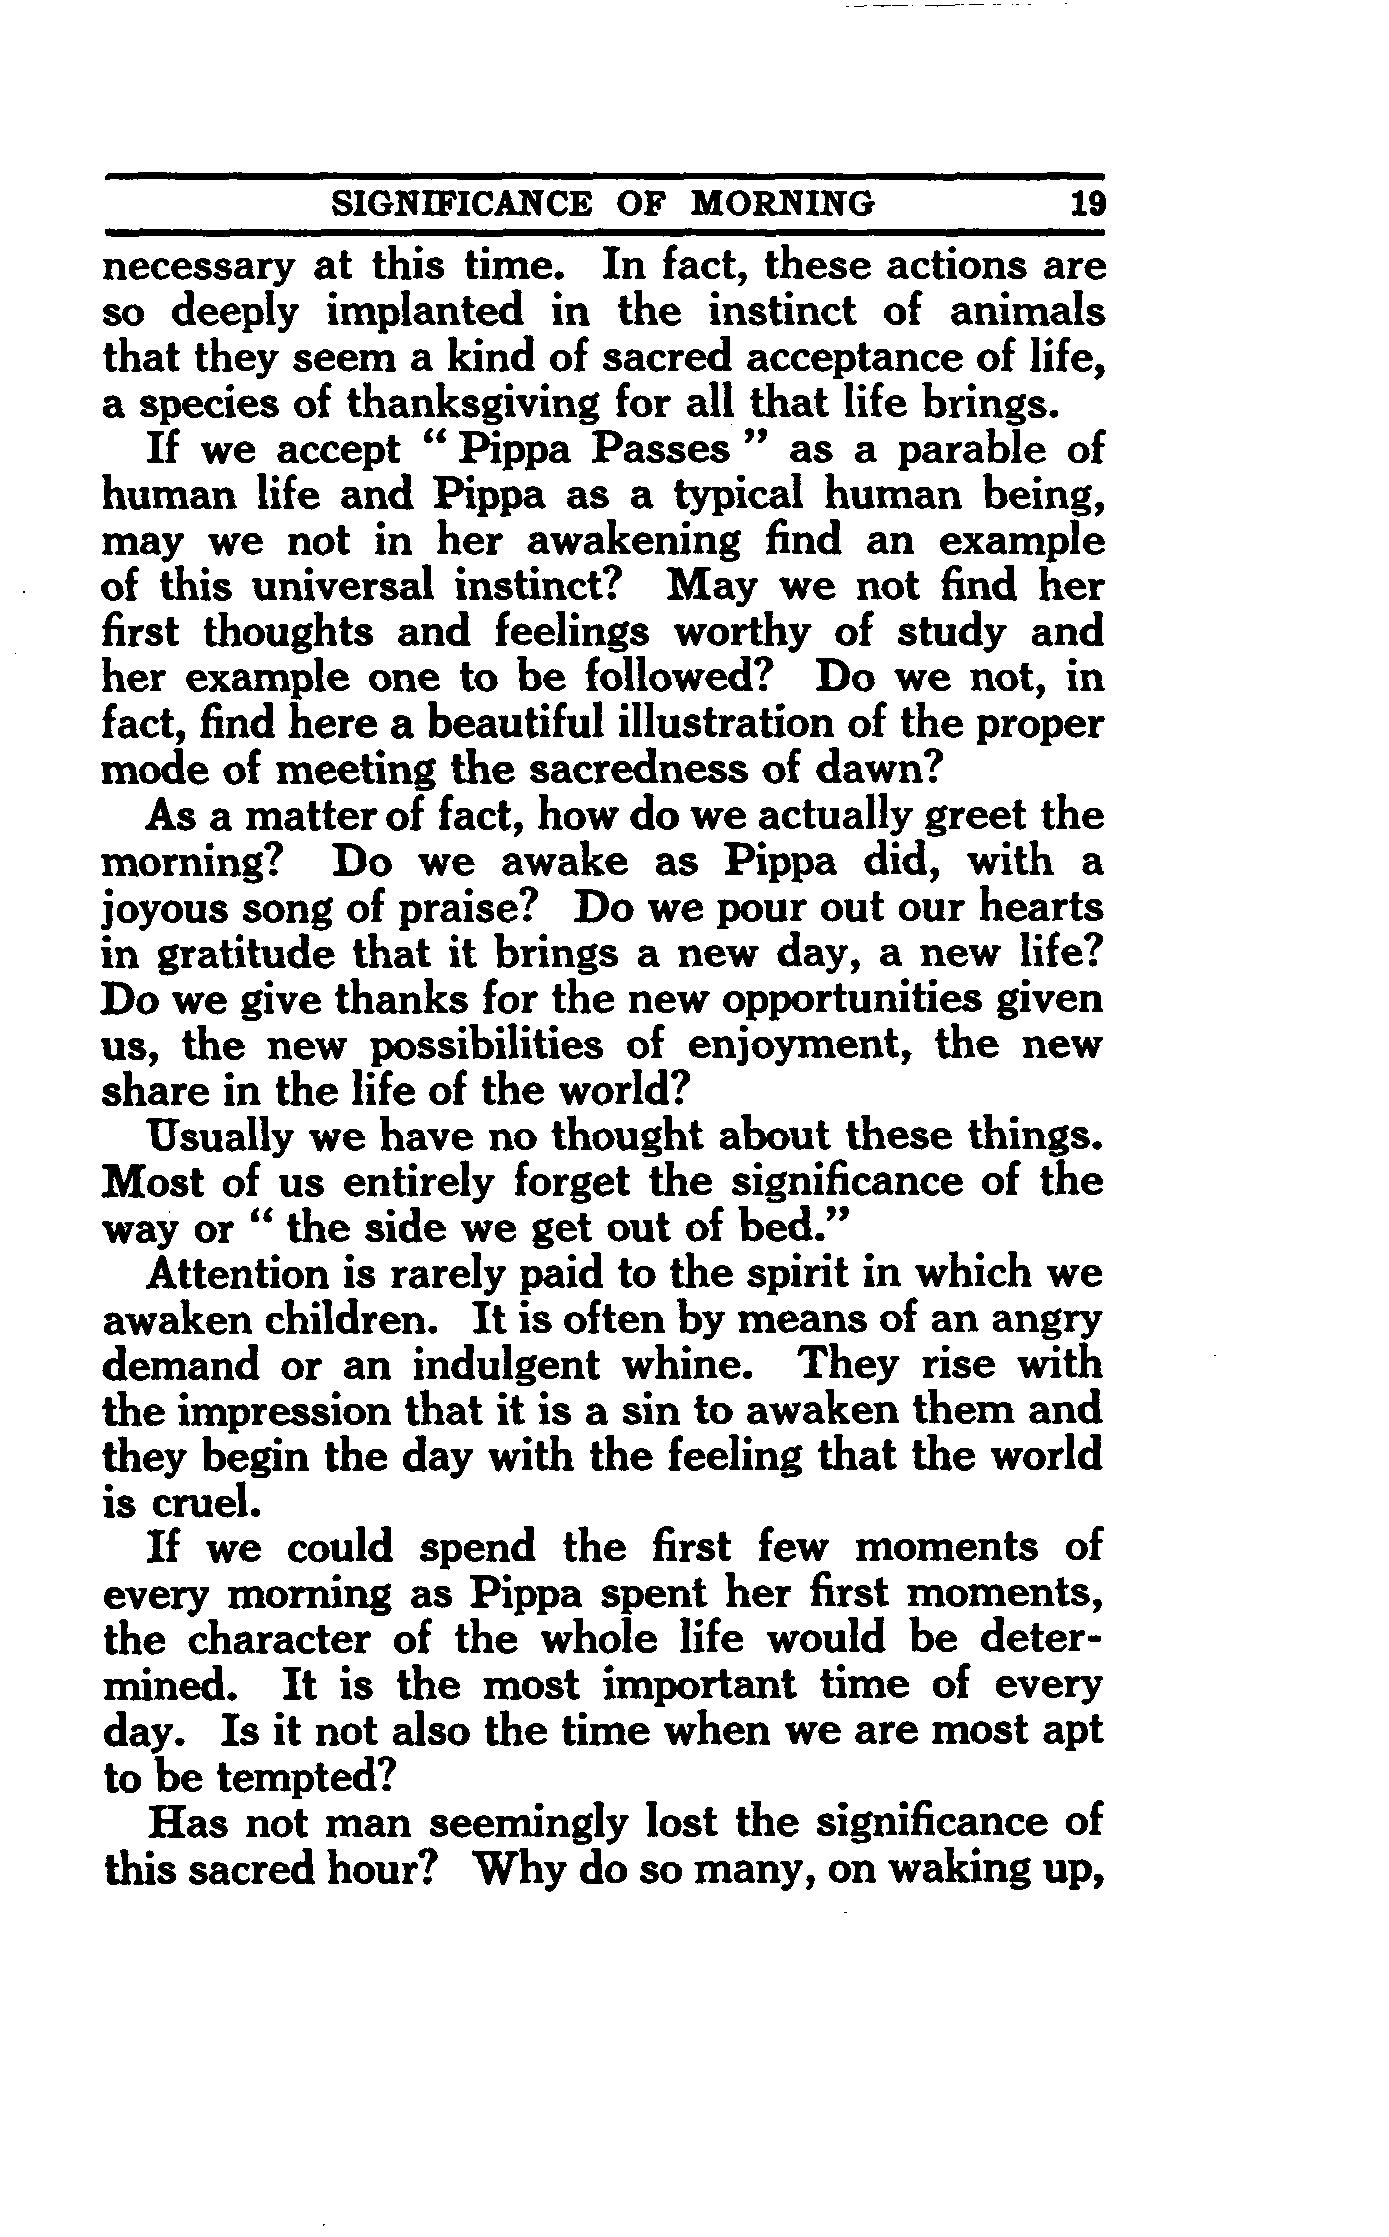 SIGNIFICANCE OF MORNING 19
necessary at this time. In fact, these actions are
so deeply implanted in the instinct of animals
that they seem a kind of sacred acceptance of life,
a species of thanksgiving for all that life brings.
If we accept “ Pippa Passes ” as a parable of
human life and Pippa as a typical human being,
may we not in her awakening find an example
of this universal instinct? May we not find her
first thoughts and feelings worthy of study and
her example one to be followed? Do we not, in
fact, find here a beautiful illustration of the proper
mode of meeting the sacredness of dawn?
As a matter of fact, how do we actually greet the
morning? Do we awake as Pippa did, with a
joyous song of praise? Do we pour out our hearts
in gratitude that it brings a new day, a new life?
Do we give thanks for the new opportunities given
us, the new possibilities of enjoyment, the new
share in the life of the world?
Usually we have no thought about these things.
Most of us entirely forget the significance of the
way or “ the side we get out of bed.”
Attention is rarely paid to the spirit in which we
awaken children. It is often by means of an angry
demand or an indulgent whine. They rise with
the impression that it is a sin to awaken them and
they begin the day with the feeling that the world
is cruel.
If we could spend the first few moments of
every morning as Pippa spent her first moments,
the character of the whole life would be deter-
mined. It is the most important time of every
day. Is it not also the time when we are most apt
to be tempted?
Has not man seemingly lost the significance of
this sacred hour? Why do so many, on waking up,